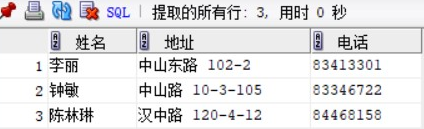 SQL | 提取的所有行: 3, 用时 0 秒
姓名 地址 电话
1 李丽 中山东路 102-2 83413301
2 钟敏 中山路 10-3-105 83346722
3 陈林琳 汉中路 120-4-12 84468158